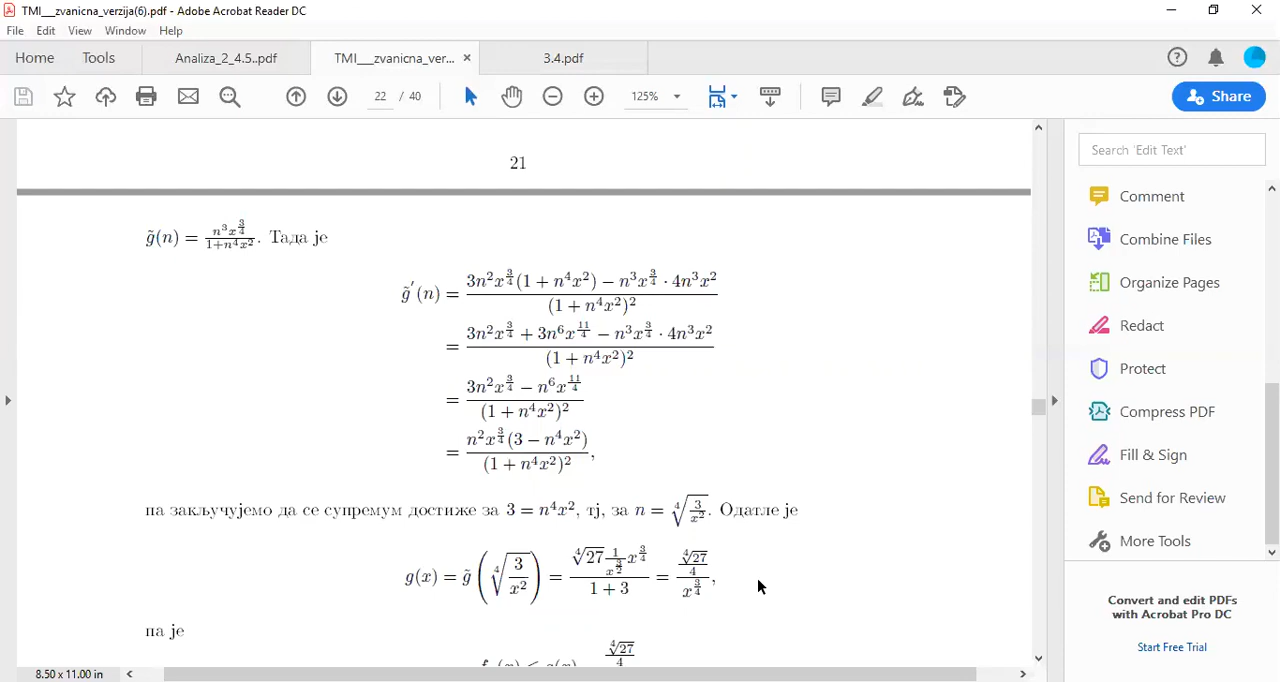 TMI___zvanicna_verzija(6).pdf - Adobe Acrobat Reader DC
File Edit View Window Help
Home Tools Analiza_2_4.5..pdf TMI___zvanicna_ver... × 3.4.pdf
22 / 40 125% Share
21
g̃(n) = n³x^{3/4}/(1+n⁴x²). Тада је
g̃′(n) = (3n²x^{3/4}(1 + n⁴x²) − n³x^{3/4} · 4n³x²)/(1 + n⁴x²)²
= (3n²x^{3/4} + 3n⁶x^{11/4} − n³x^{3/4} · 4n³x²)/(1 + n⁴x²)²
= (3n²x^{3/4} − n⁶x^{11/4})/(1 + n⁴x²)²
= (n²x^{3/4}(3 − n⁴x²))/(1 + n⁴x²)²,
па закључујемо да се супремум достиже за 3 = n⁴x², тј, за n = ∜(3/x²). Одатле је
g(x) = g̃(∜(3/x²)) = (∜27 (1/x^{3/2}) x^{3/4})/(1 + 3) = (∜27/4)/x^{3/4},
па је
∜27/4
Search 'Edit Text'
Comment
Combine Files
Organize Pages
Redact
Protect
Compress PDF
Fill & Sign
Send for Review
More Tools
Convert and edit PDFs
with Acrobat Pro DC
Start Free Trial
8.50 x 11.00 in